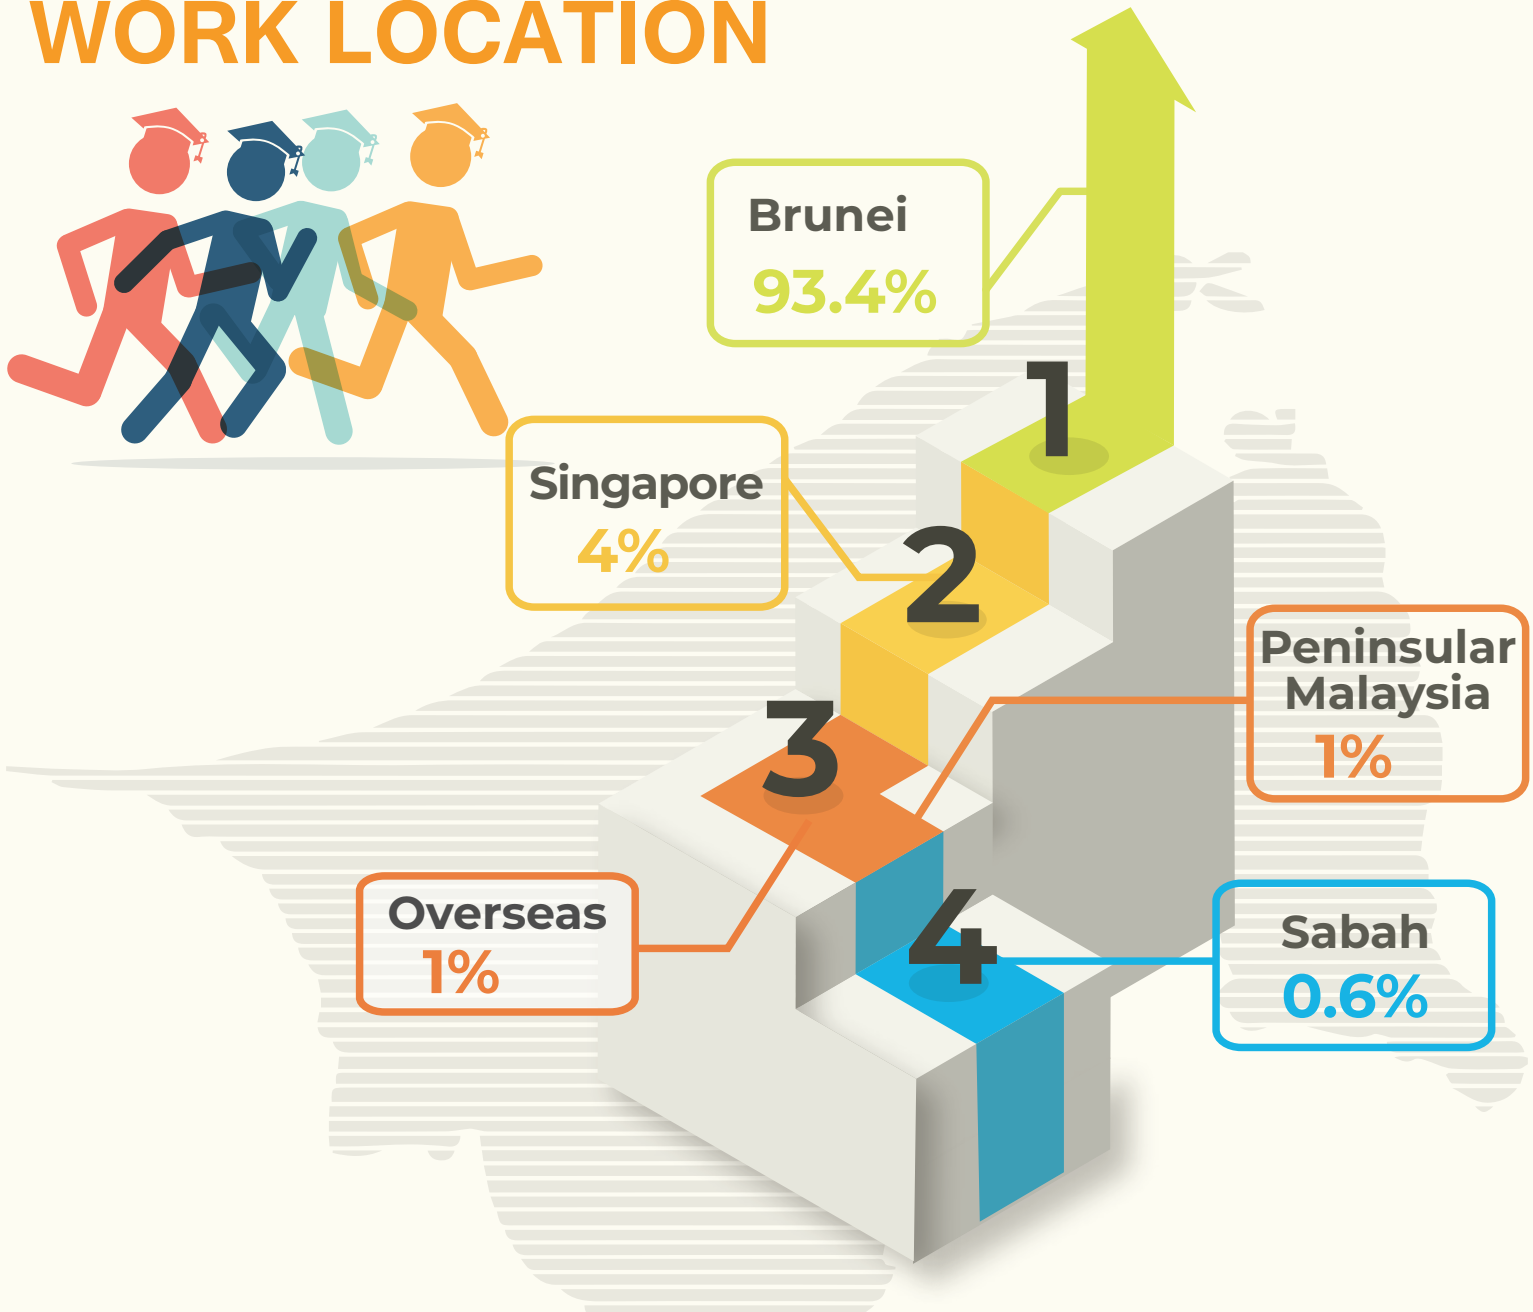 WORK LOCATION
Brunei
93.4%
1
Singapore
4%
2
Peninsular
Malaysia
1%
3
Overseas
1%
4
Sabah
0.6%